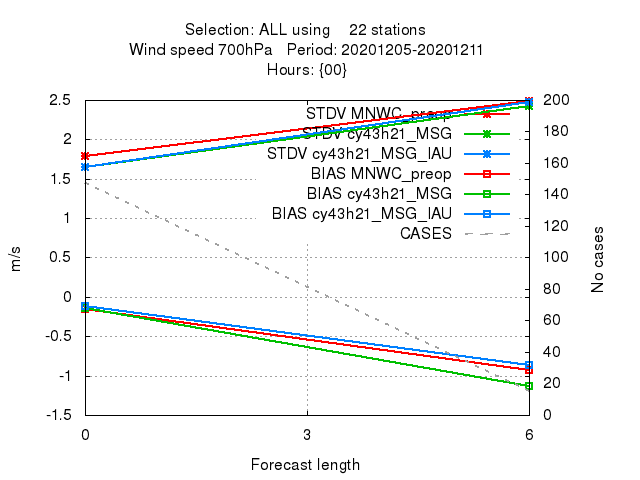 Selection: ALL using 22 stations
Wind speed 700hPa Period: 20201205-20201211
Hours: {00}
2.5
2
1.5
1
0.5
0
-0.5
-1
-1.5
m/s
STDV MNWC_preop
STDV cy43h21_MSG
STDV cy43h21_MSG_IAU
BIAS MNWC_preop
BIAS cy43h21_MSG
BIAS cy43h21_MSG_IAU
CASES
200
180
160
140
120
100
80
60
40
20
0
No cases
0 3 6
Forecast length